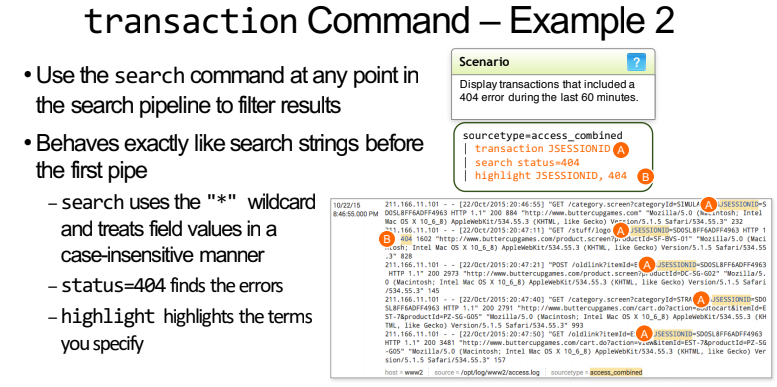 transaction Command – Example 2
• Use the search command at any point in
the search pipeline to filter results
• Behaves exactly like search strings before
the first pipe
– search uses the "*" wildcard
and treats field values in a
case-insensitive manner
– status=404 finds the errors
– highlight highlights the terms
you specify
Scenario ?
Display transactions that included a
404 error during the last 60 minutes.
sourcetype=access_combined
| transaction JSESSIONID A
| search status=404
| highlight JSESSIONID, 404 B
10/22/15
8:46:55.000 PM
211.166.11.101 - - [22/Oct/2015:20:46:55] "GET /category.screen?categoryId=SIMULA A JSESSIONID=S
DOSL8FF6ADFF4963 HTTP 1.1" 200 884 "http://www.buttercupgames.com" "Mozilla/5.0 (Macintosh; Intel
Mac OS X 10_6_8) AppleWebKit/534.55.3 (KHTML, like Gecko) Version/5.1.5 Safari/534.55.3" 232
211.166.11.101 - - [22/Oct/2015:20:47:11] "GET /stuff/logo A JSESSIONID=SDOSL8FF6ADFF4963 HTTP 1
B 404 1602 "http://www.buttercupgames.com/product.screen?productId=SF-BVS-01" "Mozilla/5.0 (Maci
ntosh; Intel Mac OS X 10_6_8) AppleWebKit/534.55.3 (KHTML, like Gecko) Version/5.1.5 Safari/534.55
.3" 828
211.166.11.101 - - [22/Oct/2015:20:47:21] "POST /oldlink?itemId=E A JSESSIONID=SDOSL8FF6ADFF4963
HTTP 1.1" 200 2973 "http://www.buttercupgames.com/product.screen?productId=DC-SG-G02" "Mozilla/5.
0 (Macintosh; Intel Mac OS X 10_6_8) AppleWebKit/534.55.3 (KHTML, like Gecko) Version/5.1.5 Safari
/534.55.3" 145
211.166.11.101 - - [22/Oct/2015:20:47:40] "GET /category.screen?categoryId=STRA A JSESSIONID=SDO
SL8FF6ADFF4963 HTTP 1.1" 200 2791 "http://www.buttercupgames.com/cart.do?action=addtocart&itemId=E
ST-7&productId=PZ-SG-G05" "Mozilla/5.0 (Macintosh; Intel Mac OS X 10_6_8) AppleWebKit/534.55.3 (KH
TML, like Gecko) Version/5.1.5 Safari/534.55.3" 993
211.166.11.101 - - [22/Oct/2015:20:47:50] "GET /oldlink?itemId=E A JSESSIONID=SDOSL8FF6ADFF4963
HTTP 1.1" 200 3481 "http://www.buttercupgames.com/cart.do?action=view&itemId=EST-7&productId=PZ-SG
-G05" "Mozilla/5.0 (Macintosh; Intel Mac OS X 10_6_8) AppleWebKit/534.55.3 (KHTML, like Gecko) Ver
sion/5.1.5 Safari/534.55.3" 157
host = www2 source = /opt/log/www2/access.log sourcetype = access_combined